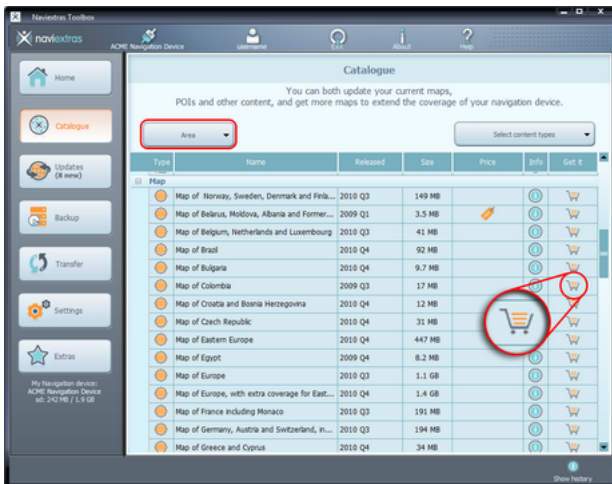 Naviextras Toolbox
naviextras
ACME Navigation Device
username
Exit
About
Help
Home
Catalogue
Updates
(8 new)
Backup
Transfer
Settings
Extras
My Navigation device:
ACME Navigation Device
sd: 242 MB / 1.9 GB
Catalogue
You can both update your current maps,
POIs and other content, and get more maps to extend the coverage of your navigation device.
Area
Select content types
Type Name Released Size Price Info Get it
Map
Map of Norway, Sweden, Denmark and Finla... 2010 Q3 149 MB
Map of Belarus, Moldova, Albania and Former... 2009 Q1 3.5 MB
Map of Belgium, Netherlands and Luxembourg 2010 Q3 41 MB
Map of Brazil 2010 Q4 92 MB
Map of Bulgaria 2010 Q4 9.7 MB
Map of Colombia 2009 Q3 17 MB
Map of Croatia and Bosnia Herzegovina 2010 Q4 12 MB
Map of Czech Republic 2010 Q4 31 MB
Map of Eastern Europe 2010 Q4 447 MB
Map of Egypt 2009 Q4 8.2 MB
Map of Europe 2010 Q3 1.1 GB
Map of Europe, with extra coverage for East... 2010 Q4 1.4 GB
Map of France including Monaco 2010 Q3 191 MB
Map of Germany, Austria and Switzerland, in... 2010 Q3 194 MB
Map of Greece and Cyprus 2010 Q4 34 MB
Show history